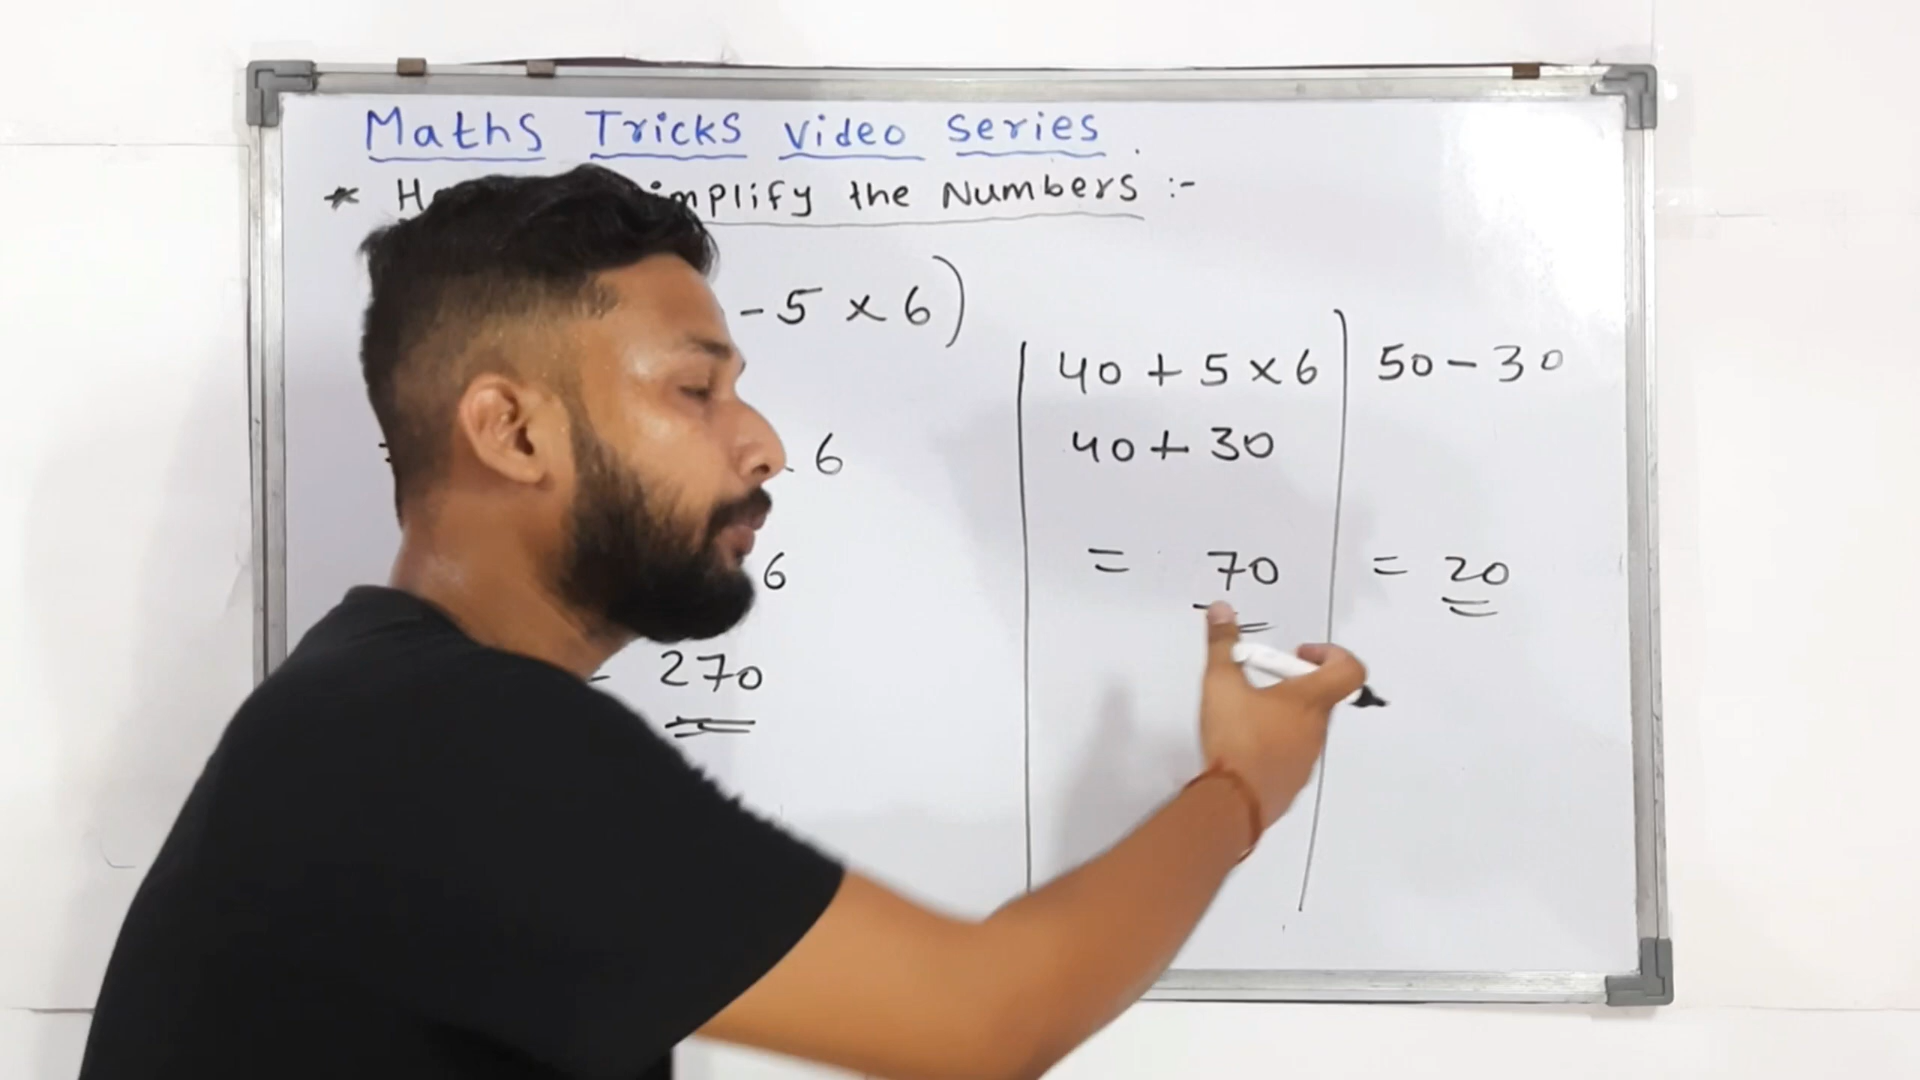 Maths Tricks Video Series.
* the Numbers :-
- 5 × 6)
6
6
270
40 + 5 × 6
40 + 30
= 70
50 - 30
= 20